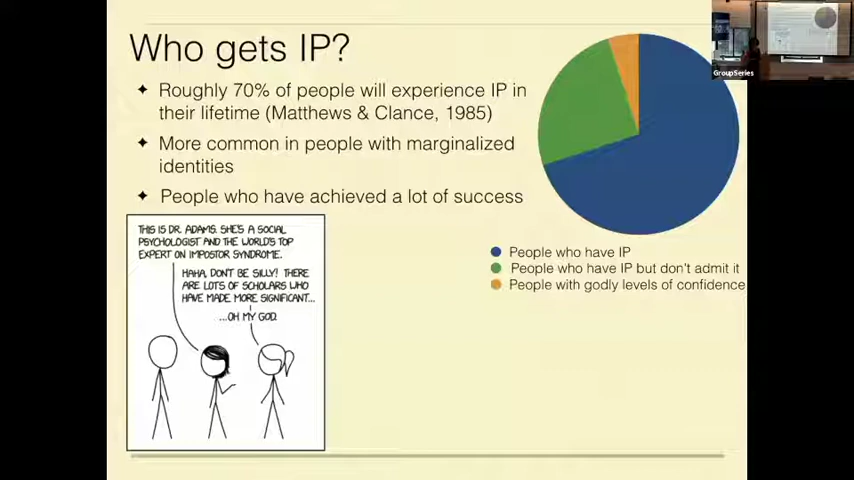 Who gets IP?
Roughly 70% of people will experience IP in
their lifetime (Matthews & Clance, 1985)
More common in people with marginalized
identities
People who have achieved a lot of success
THIS IS DR. ADAMS. SHE'S A SOCIAL
PSYCHOLOGIST AND THE WORLD'S TOP
EXPERT ON IMPOSTOR SYNDROME.
HAHA, DON'T BE SILLY! THERE
ARE LOTS OF SCHOLARS WHO
HAVE MADE MORE SIGNIFICANT...
...OH MY GOD.
People who have IP
People who have IP but don't admit it
People with godly levels of confidence
GroupSeries